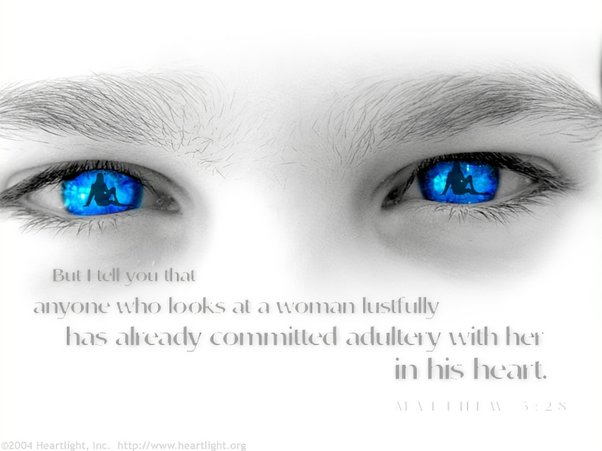 But I tell you that
anyone who looks at a woman lustfully
has already committed adultery with her
in his heart.
MATTHEW 5:28
©2004 Heartlight, Inc. http://www.heartlight.org